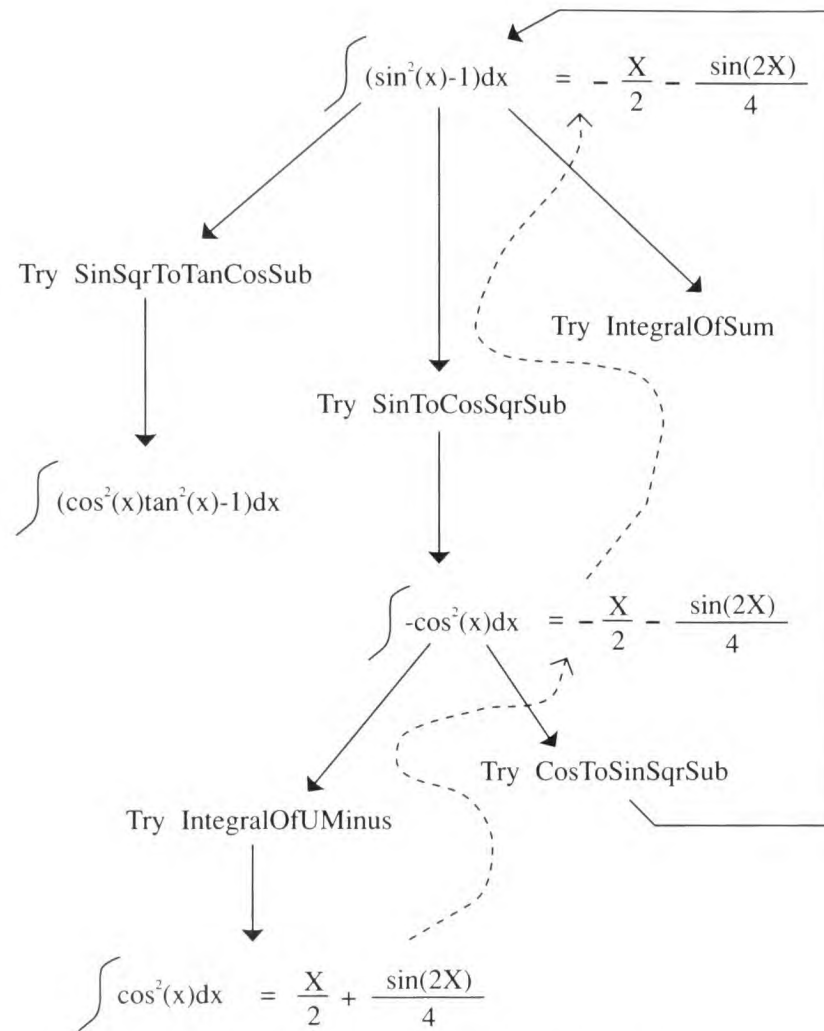 ∫ (sin²(x)-1)dx = - X/2 - sin(2X)/4
Try SinSqrToTanCosSub
Try IntegralOfSum
Try SinToCosSqrSub
∫ (cos²(x)tan²(x)-1)dx
∫ -cos²(x)dx = - X/2 - sin(2X)/4
Try CosToSinSqrSub
Try IntegralOfUMinus
∫ cos²(x)dx = X/2 + sin(2X)/4